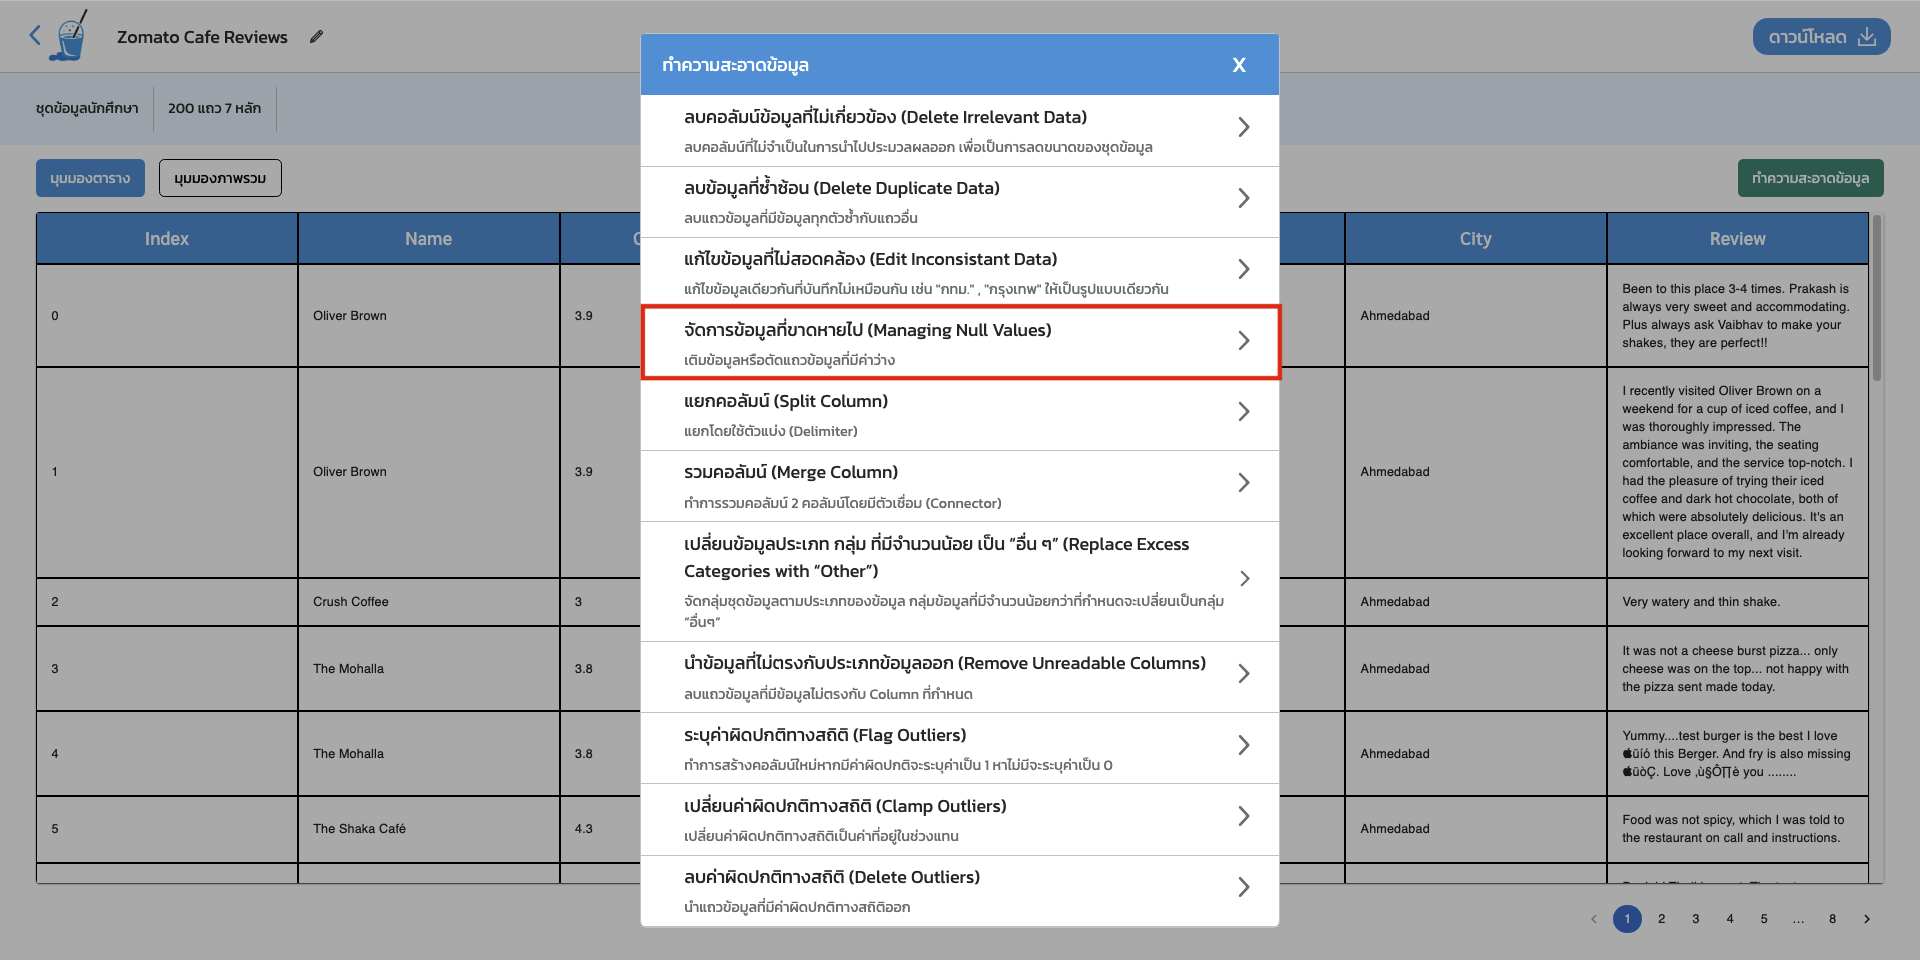 Zomato Cafe Reviews
ดาวน์โหลด
ชุดข้อมูลนักศึกษา
200 แถว 7 หลัก
มุมมองตาราง
มุมมองภาพรวม
ทำความสะอาดข้อมูล
ทำความสะอาดข้อมูล
X
ลบคอลัมน์ข้อมูลที่ไม่เกี่ยวข้อง (Delete Irrelevant Data)
ลบคอลัมน์ที่ไม่จำเป็นในการนำไปประมวลผลออก เพื่อเป็นการลดขนาดของชุดข้อมูล
ลบข้อมูลที่ซ้ำซ้อน (Delete Duplicate Data)
ลบแถวข้อมูลที่มีข้อมูลทุกตัวซ้ำกับแถวอื่น
แก้ไขข้อมูลที่ไม่สอดคล้อง (Edit Inconsistant Data)
แก้ไขข้อมูลเดียวกันที่บันทึกไม่เหมือนกัน เช่น "กทม." , "กรุงเทพ" ให้เป็นรูปแบบเดียวกัน
จัดการข้อมูลที่ขาดหายไป (Managing Null Values)
เติมข้อมูลหรือตัดแถวข้อมูลที่มีค่าว่าง
แยกคอลัมน์ (Split Column)
แยกโดยใช้ตัวแบ่ง (Delimiter)
รวมคอลัมน์ (Merge Column)
ทำการรวมคอลัมน์ 2 คอลัมน์โดยมีตัวเชื่อม (Connector)
เปลี่ยนข้อมูลประเภท กลุ่ม ที่มีจำนวนน้อย เป็น “อื่น ๆ” (Replace Excess
Categories with “Other”)
จัดกลุ่มชุดข้อมูลตามประเภทของข้อมูล กลุ่มข้อมูลที่มีจำนวนน้อยกว่าที่กำหนดจะเปลี่ยนเป็นกลุ่ม
“อื่นๆ”
นำข้อมูลที่ไม่ตรงกับประเภทข้อมูลออก (Remove Unreadable Columns)
ลบแถวข้อมูลที่มีข้อมูลไม่ตรงกับ Column ที่กำหนด
ระบุค่าผิดปกติทางสถิติ (Flag Outliers)
ทำการสร้างคอลัมน์ใหม่หากมีค่าผิดปกติจะระบุค่าเป็น 1 หาไม่มีจะระบุค่าเป็น 0
เปลี่ยนค่าผิดปกติทางสถิติ (Clamp Outliers)
เปลี่ยนค่าผิดปกติทางสถิติเป็นค่าที่อยู่ในช่วงแทน
ลบค่าผิดปกติทางสถิติ (Delete Outliers)
นำแถวข้อมูลที่มีค่าผิดปกติทางสถิติออก
Index
Name
City
Review
0
Oliver Brown
3.9
Ahmedabad
Been to this place 3-4 times. Prakash is
always very sweet and accommodating.
Plus always ask Vaibhav to make your
shakes, they are perfect!!
1
Oliver Brown
3.9
Ahmedabad
I recently visited Oliver Brown on a
weekend for a cup of iced coffee, and I
was thoroughly impressed. The
ambiance was inviting, the seating
comfortable, and the service top-notch. I
had the pleasure of trying their iced
coffee and dark hot chocolate, both of
which were absolutely delicious. It's an
excellent place overall, and I'm already
looking forward to my next visit.
2
Crush Coffee
3
Ahmedabad
Very watery and thin shake.
3
The Mohalla
3.8
Ahmedabad
It was not a cheese burst pizza... only
cheese was on the top... not happy with
the pizza sent made today.
4
The Mohalla
3.8
Ahmedabad
Yummy....test burger is the best I love
üíó this Berger. And fry is also missing
üòÇ. Love ‚ù§Ô∏è you ........
5
The Shaka Café
4.3
Ahmedabad
Food was not spicy, which I was told to
the restaurant on call and instructions.
1
2
3
4
5
...
8